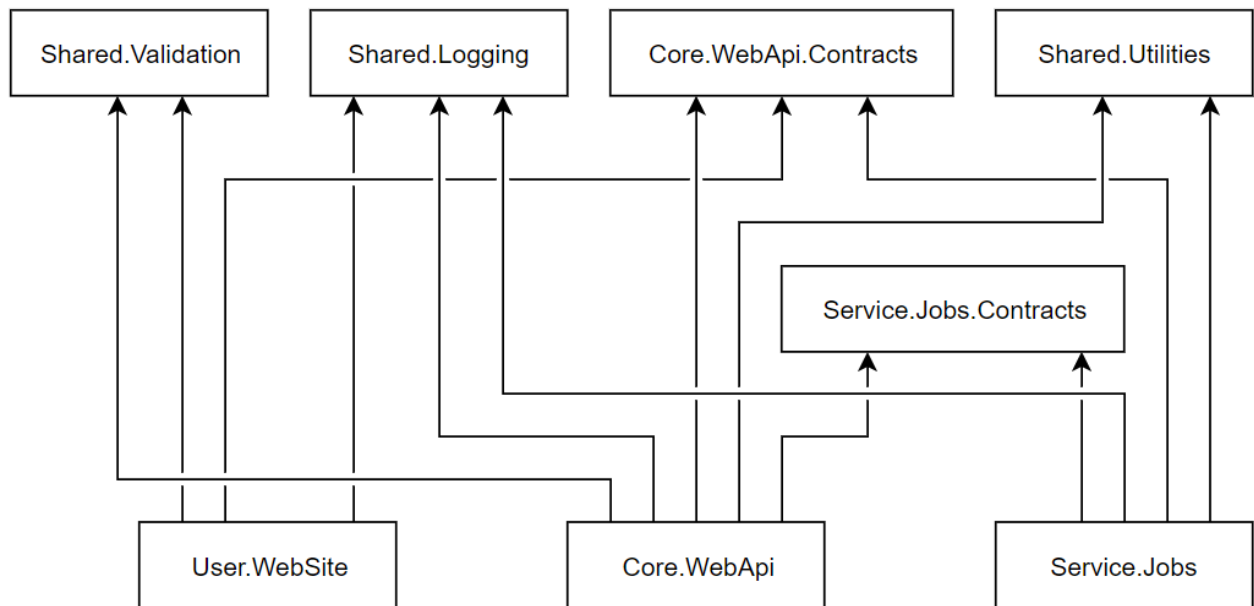 Shared.Validation
Shared.Logging
Core.WebApi.Contracts
Shared.Utilities
Service.Jobs.Contracts
User.WebSite
Core.WebApi
Service.Jobs